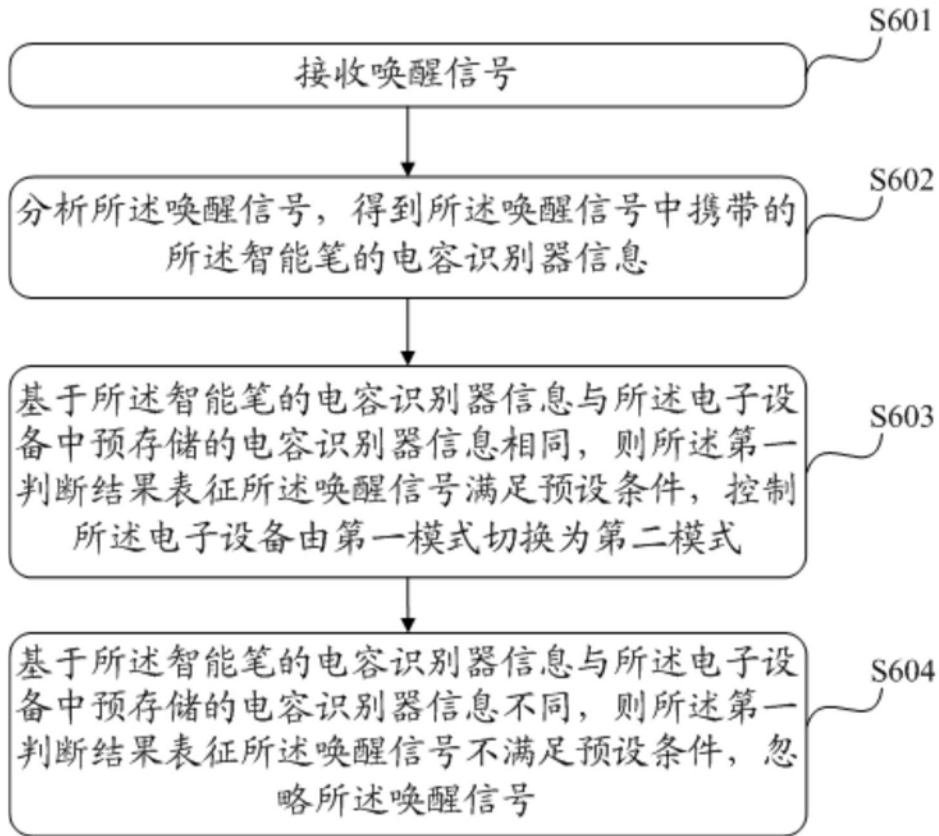 S601
接收唤醒信号
S602
分析所述唤醒信号，得到所述唤醒信号中携带的
所述智能笔的电容识别器信息
S603
基于所述智能笔的电容识别器信息与所述电子设
备中预存储的电容识别器信息相同，则所述第一
判断结果表征所述唤醒信号满足预设条件，控制
所述电子设备由第一模式切换为第二模式
S604
基于所述智能笔的电容识别器信息与所述电子设
备中预存储的电容识别器信息不同，则所述第一
判断结果表征所述唤醒信号不满足预设条件，忽
略所述唤醒信号